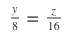 y/8 = z/16